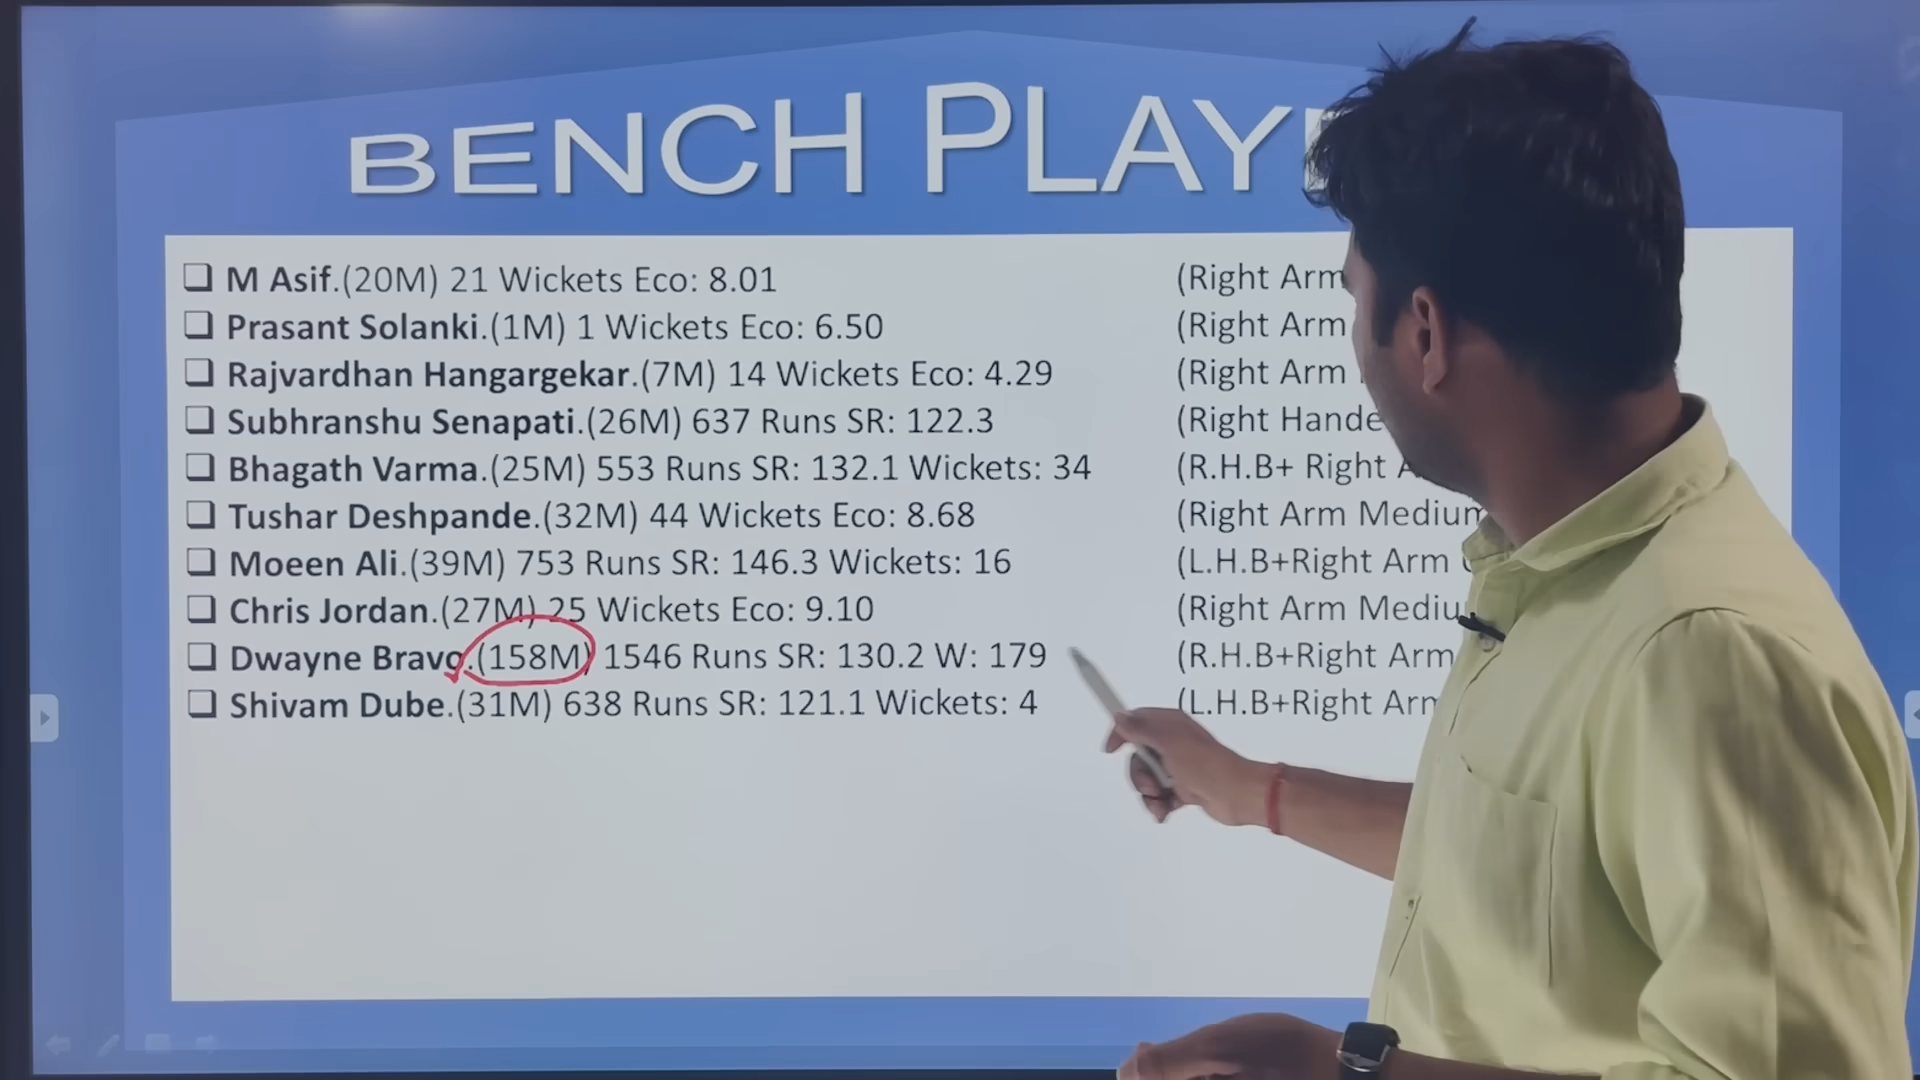 BENCH
M Asif.(20M) 21 Wickets Eco: 8.01 (Right Arm
Prasant Solanki.(1M) 1 Wickets Eco: 6.50 (Right Arm
Rajvardhan Hangargekar.(7M) 14 Wickets Eco: 4.29 (Right Arm
Subhranshu Senapati.(26M) 637 Runs SR: 122.3 (Right
Bhagath Varma.(25M) 553 Runs SR: 132.1 Wickets: 34 (R.H.B+ Right
Tushar Deshpande.(32M) 44 Wickets Eco: 8.68 (Right Arm Medium
Moeen Ali.(39M) 753 Runs SR: 146.3 Wickets: 16 (L.H.B+Right Arm
Chris Jordan.(27M) 25 Wickets Eco: 9.10 (Right Arm
Dwayne Bravo.(158M) 1546 Runs SR: 130.2 W: 179 (R.H.B+Right Arm
Shivam Dube.(31M) 638 Runs SR: 121.1 Wickets: 4 (L.H.B+Right Arm